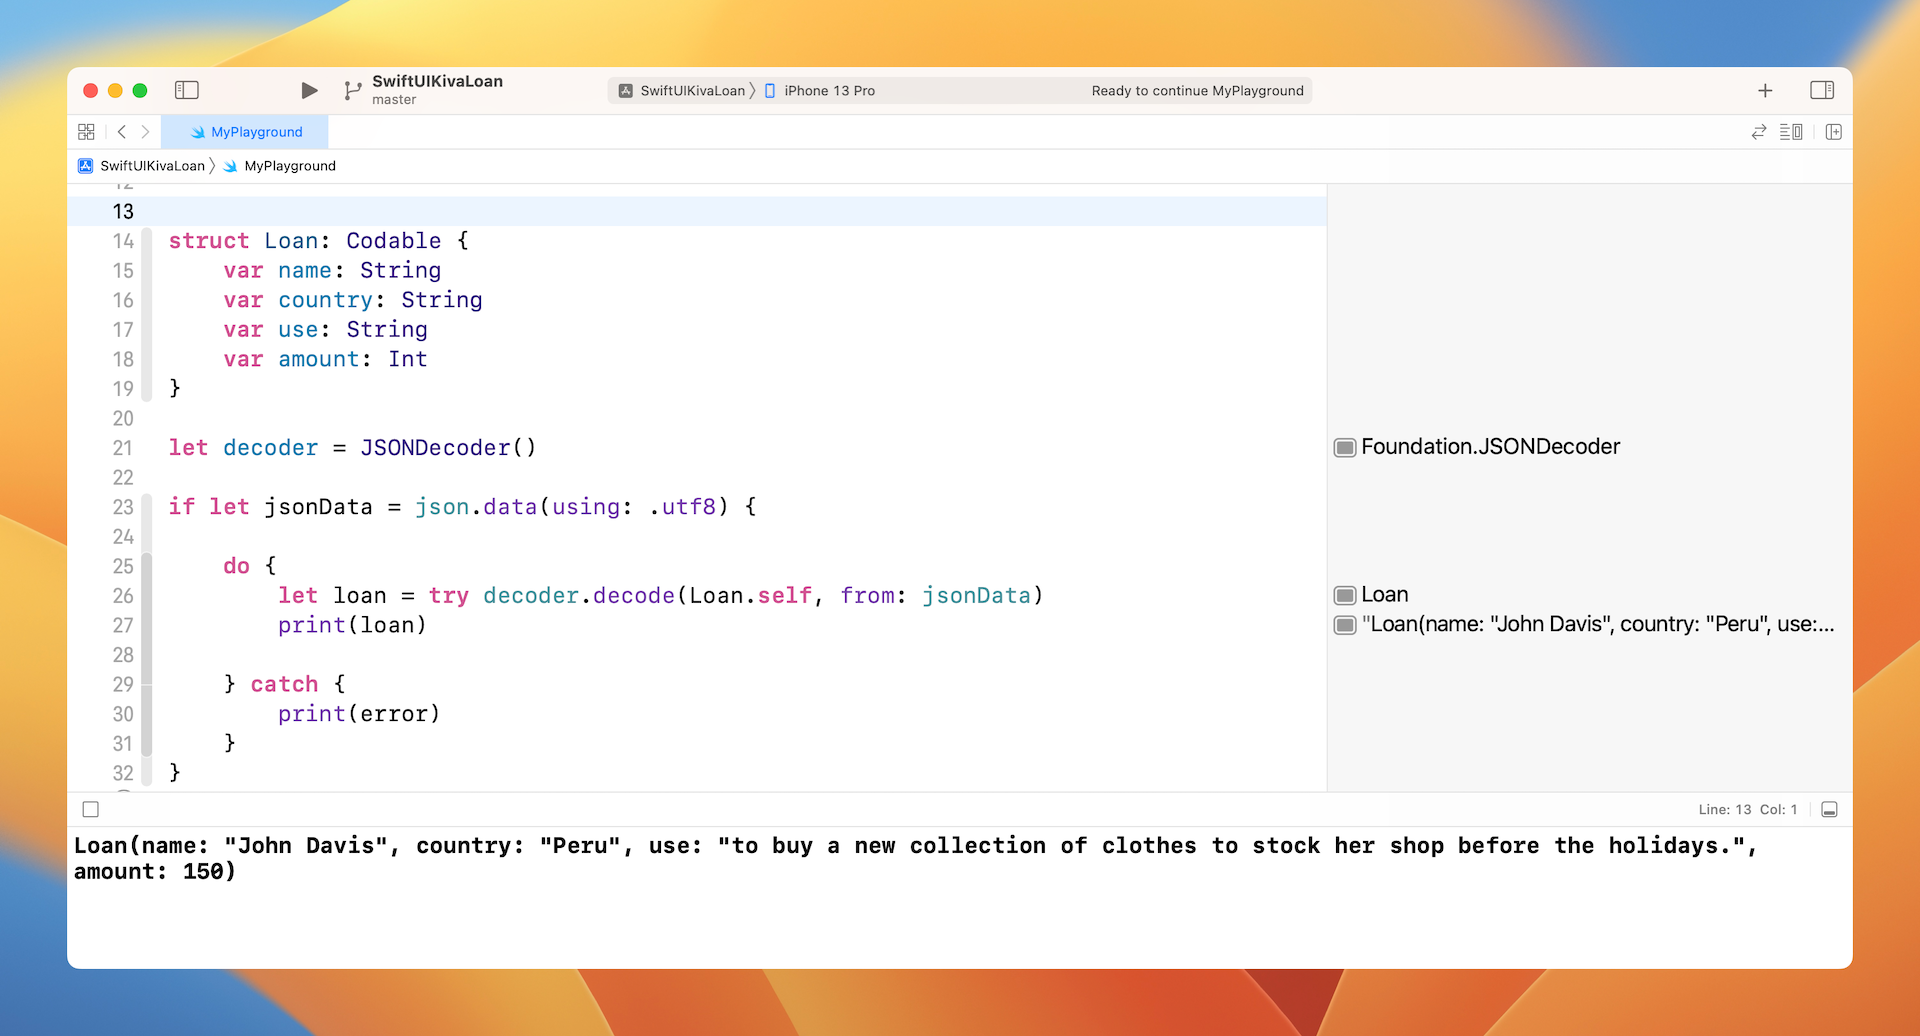 SwiftUIKivaLoan
master
SwiftUIKivaLoan 〉 iPhone 13 Pro
Ready to continue MyPlayground
MyPlayground
SwiftUIKivaLoan 〉 MyPlayground
12
13
14 struct Loan: Codable {
15     var name: String
16     var country: String
17     var use: String
18     var amount: Int
19 }
20
21 let decoder = JSONDecoder()
Foundation.JSONDecoder
22
23 if let jsonData = json.data(using: .utf8) {
24
25     do {
26         let loan = try decoder.decode(Loan.self, from: jsonData)
Loan
27         print(loan)
"Loan(name: "John Davis", country: "Peru", use:...
28
29     } catch {
30         print(error)
31     }
32 }
Line: 13 Col: 1
Loan(name: "John Davis", country: "Peru", use: "to buy a new collection of clothes to stock her shop before the holidays.",
amount: 150)